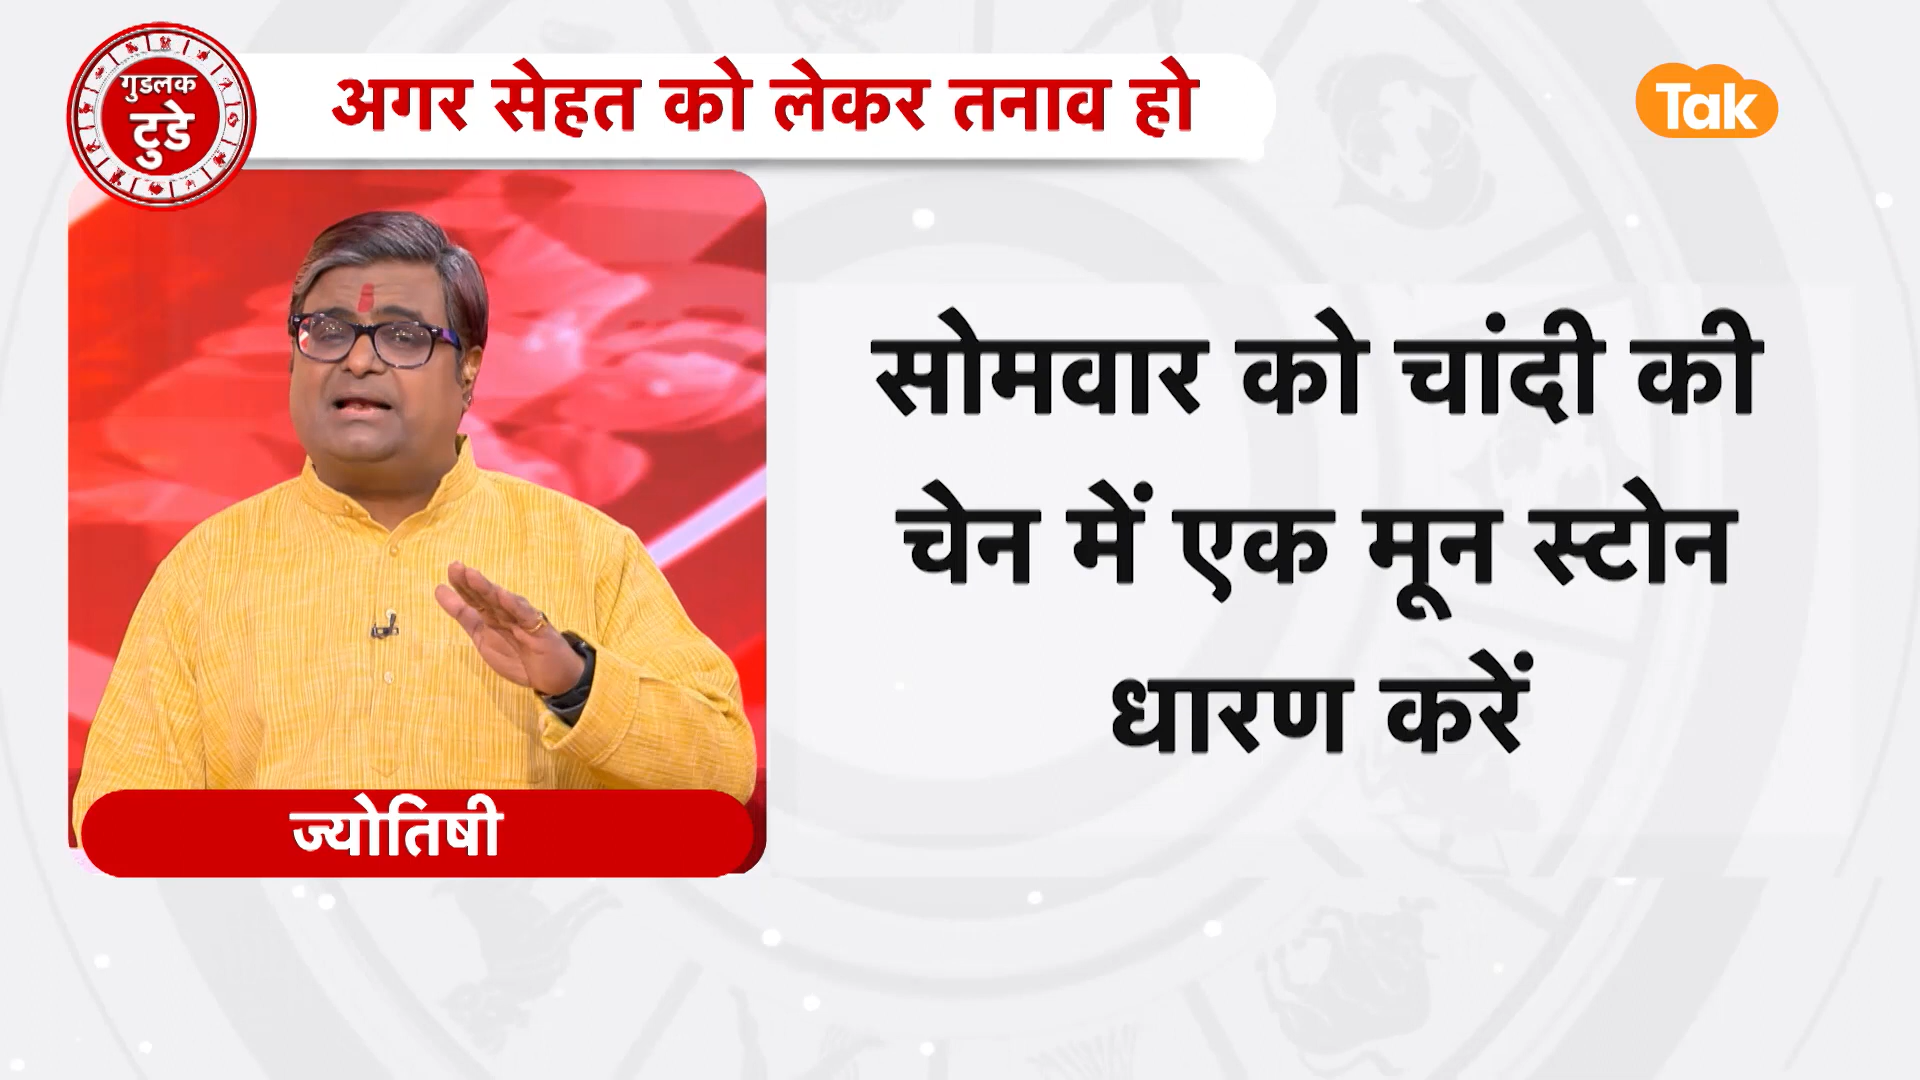 गुडलक
टुडे
अगर सेहत को लेकर तनाव हो
Tak
सोमवार को चांदी की
चेन में एक मून स्टोन
धारण करें
ज्योतिषी